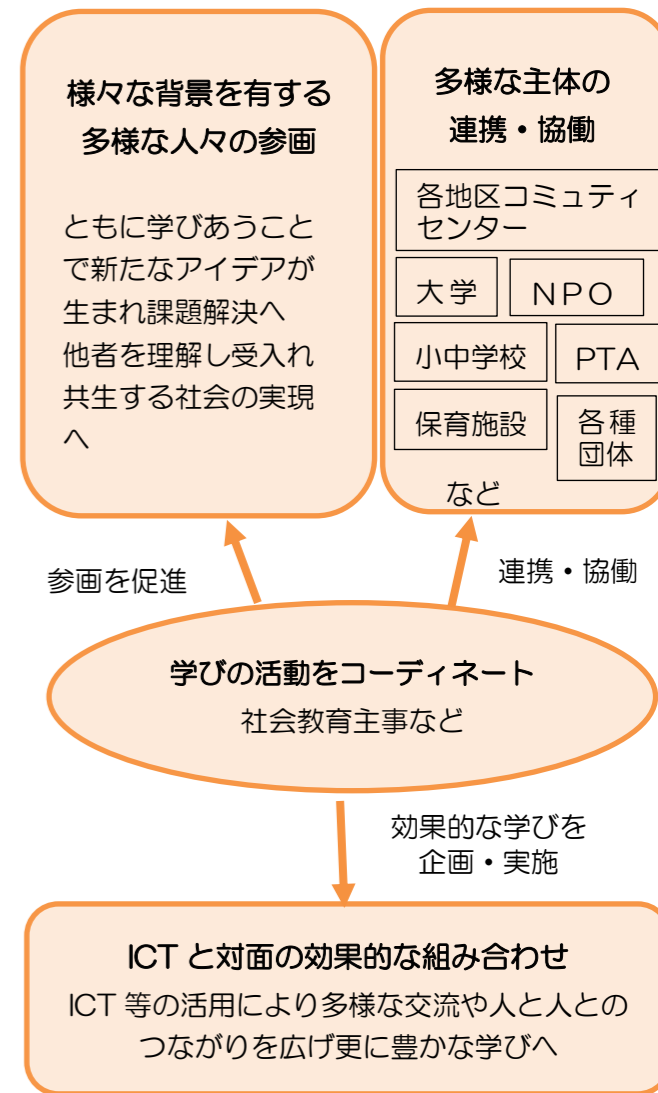 様々な背景を有する
多様な人々の参画
ともに学びあうこと
で新たなアイデアが
生まれ課題解決へ
他者を理解し受入れ
共生する社会の実現
へ
多様な主体の
連携・協働
各地区コミュティ
センター
大学
NPO
小中学校
PTA
保育施設
各種
団体
など
参画を促進
連携・協働
学びの活動をコーディネート
社会教育主事など
効果的な学びを
企画・実施
ICT と対面の効果的な組み合わせ
ICT 等の活用により多様な交流や人と人との
つながりを広げ更に豊かな学びへ